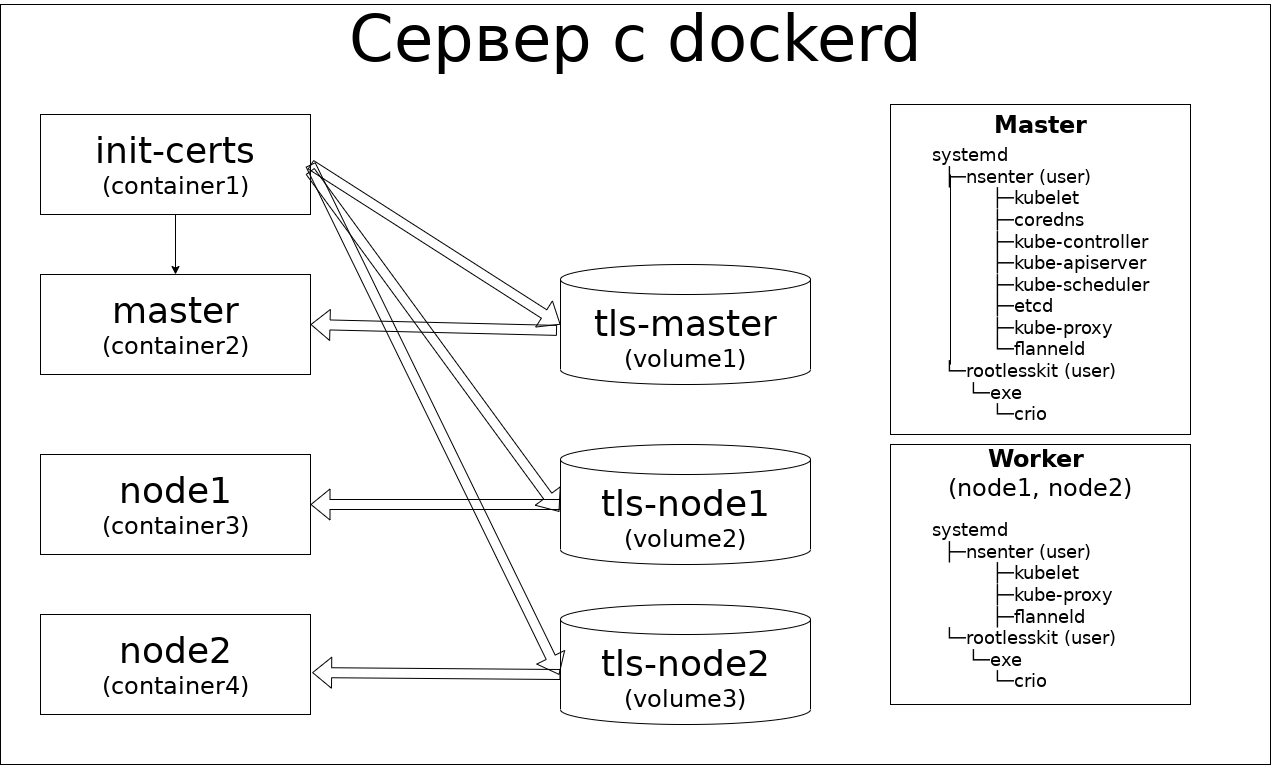 Сервер с dockerd
init-certs
(container1)
master
(container2)
node1
(container3)
node2
(container4)
tls-master
(volume1)
tls-node1
(volume2)
tls-node2
(volume3)
Master
systemd
├─nsenter (user)
├─kubelet
├─coredns
├─kube-controller
├─kube-apiserver
├─kube-scheduler
├─etcd
├─kube-proxy
└─flanneld
└─rootlesskit (user)
└─exe
└─crio
Worker
(node1, node2)
systemd
├─nsenter (user)
├─kubelet
├─kube-proxy
├─flanneld
└─rootlesskit (user)
└─exe
└─crio